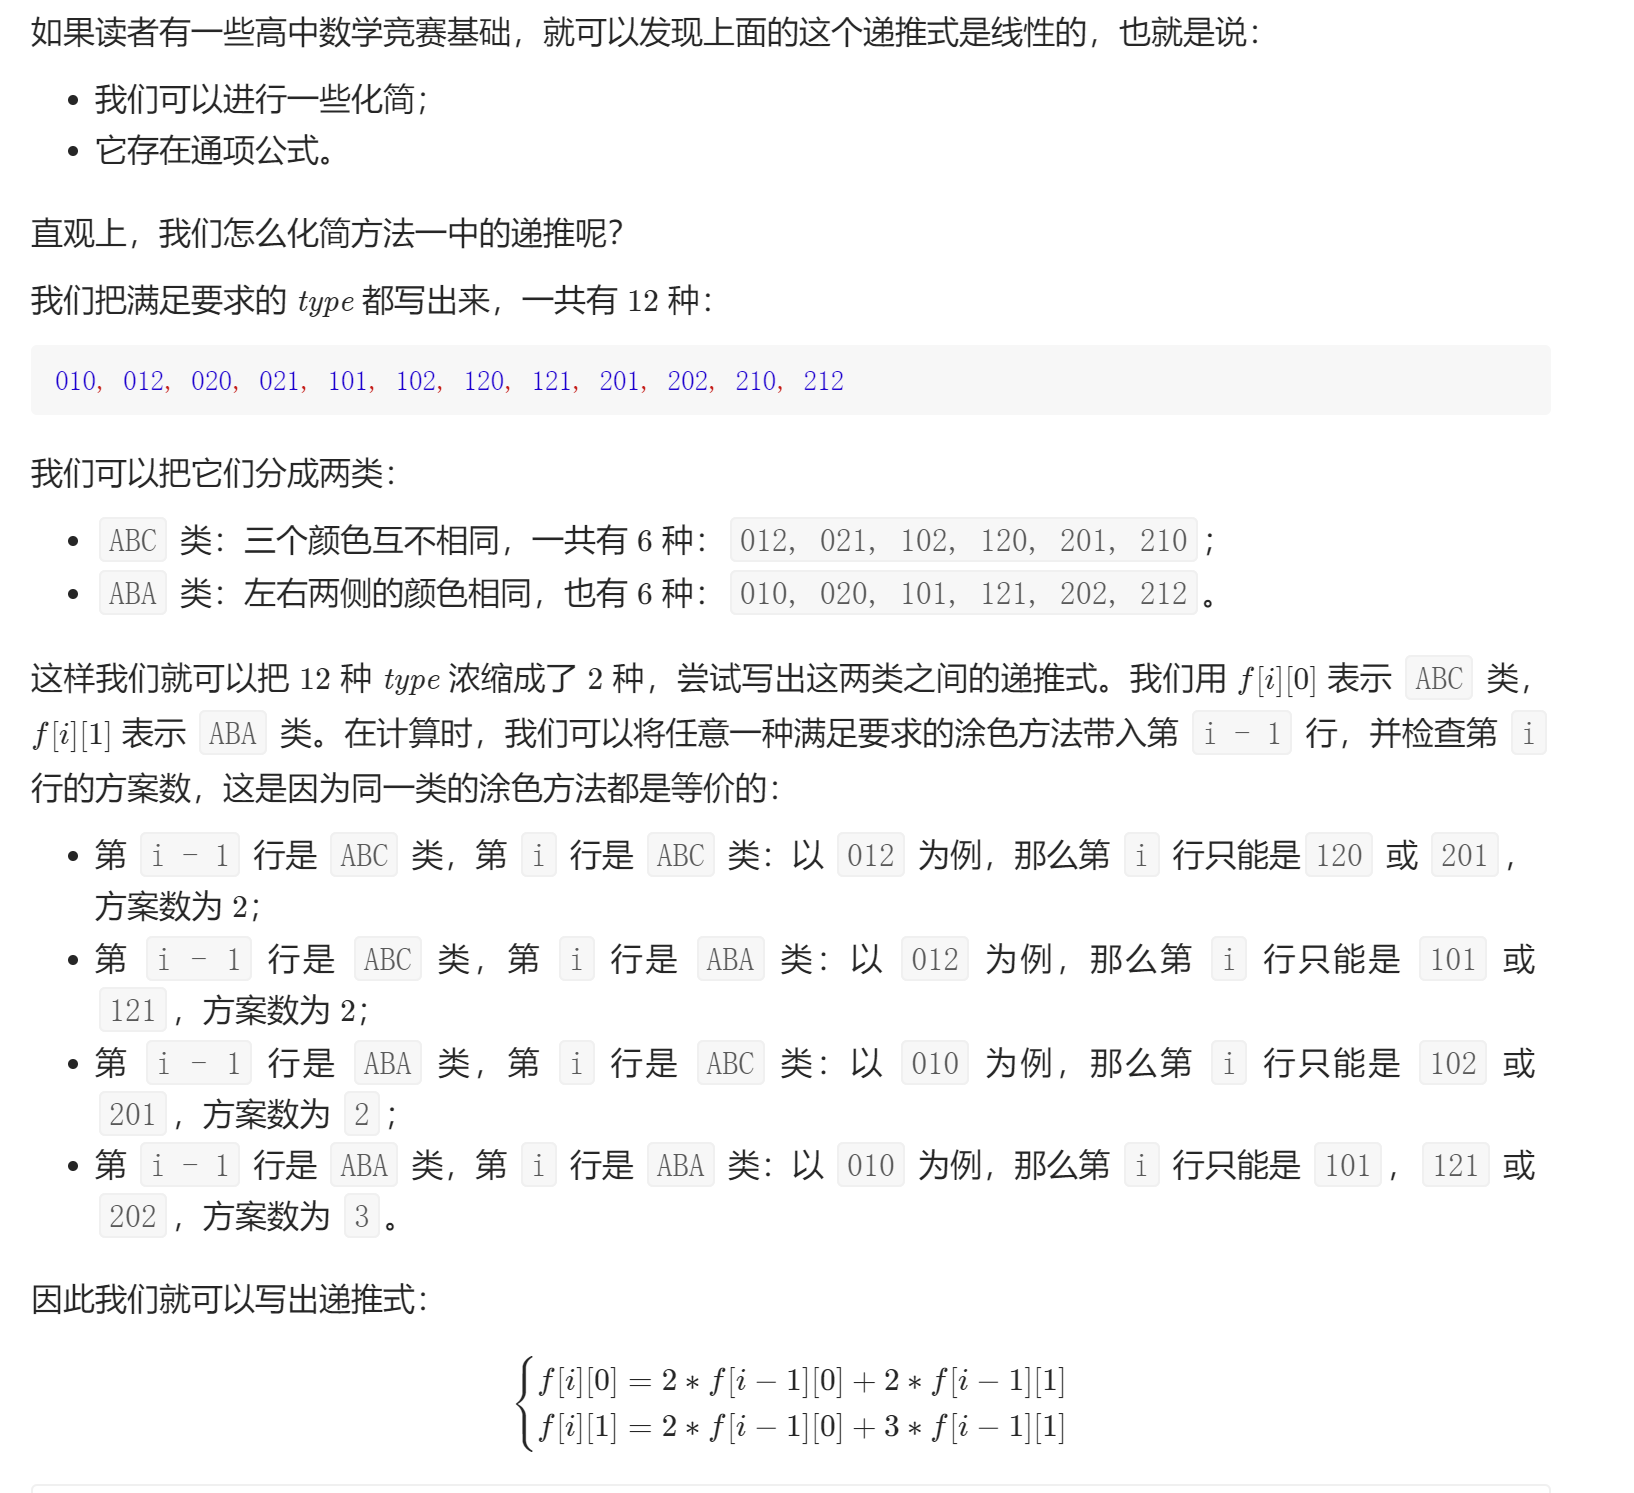 如果读者有一些高中数学竞赛基础，就可以发现上面的这个递推式是线性的，也就是说：
• 我们可以进行一些化简；
• 它存在通项公式。
直观上，我们怎么化简方法一中的递推呢？
我们把满足要求的 type 都写出来，一共有 12 种：
010, 012, 020, 021, 101, 102, 120, 121, 201, 202, 210, 212
我们可以把它们分成两类：
• ABC 类：三个颜色互不相同，一共有 6 种：012, 021, 102, 120, 201, 210；
• ABA 类：左右两侧的颜色相同，也有 6 种：010, 020, 101, 121, 202, 212。
这样我们就可以把 12 种 type 浓缩成了 2 种，尝试写出这两类之间的递推式。我们用 f[i][0] 表示 ABC 类，
f[i][1] 表示 ABA 类。在计算时，我们可以将任意一种满足要求的涂色方法带入第 i - 1 行，并检查第 i
行的方案数，这是因为同一类的涂色方法都是等价的：
• 第 i - 1 行是 ABC 类，第 i 行是 ABC 类：以 012 为例，那么第 i 行只能是 120 或 201，
方案数为 2；
• 第 i - 1 行是 ABC 类，第 i 行是 ABA 类：以 012 为例，那么第 i 行只能是 101 或
121，方案数为 2；
• 第 i - 1 行是 ABA 类，第 i 行是 ABC 类：以 010 为例，那么第 i 行只能是 102 或
201，方案数为 2；
• 第 i - 1 行是 ABA 类，第 i 行是 ABA 类：以 010 为例，那么第 i 行只能是 101，121 或
202，方案数为 3。
因此我们就可以写出递推式：
f[i][0] = 2 * f[i − 1][0] + 2 * f[i − 1][1]
f[i][1] = 2 * f[i − 1][0] + 3 * f[i − 1][1]